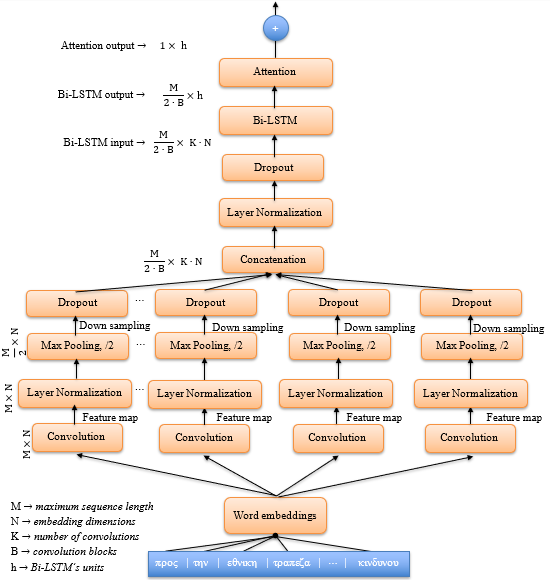 +
Attention output → 1 × h
Attention
Bi-LSTM output → M/2·B × h
Bi-LSTM
Bi-LSTM input → M/2·B × K·N
Dropout
Layer Normalization
M/2·B × K·N
Concatenation
Dropout ... Dropout Dropout Dropout
Down sampling Down sampling Down sampling Down sampling
M/2 × N
Max Pooling, /2 ... Max Pooling, /2 Max Pooling, /2 Max Pooling, /2
M × N
Layer Normalization ... Layer Normalization Layer Normalization Layer Normalization
Feature map Feature map Feature map Feature map
M × N
Convolution Convolution Convolution Convolution
Word embeddings
M → maximum sequence length
N → embedding dimensions
K → number of convolutions
B → convolution blocks
h → Bi-LSTM's units
προς | την | εθνικη | τραπεζα | ... | κινδυνου